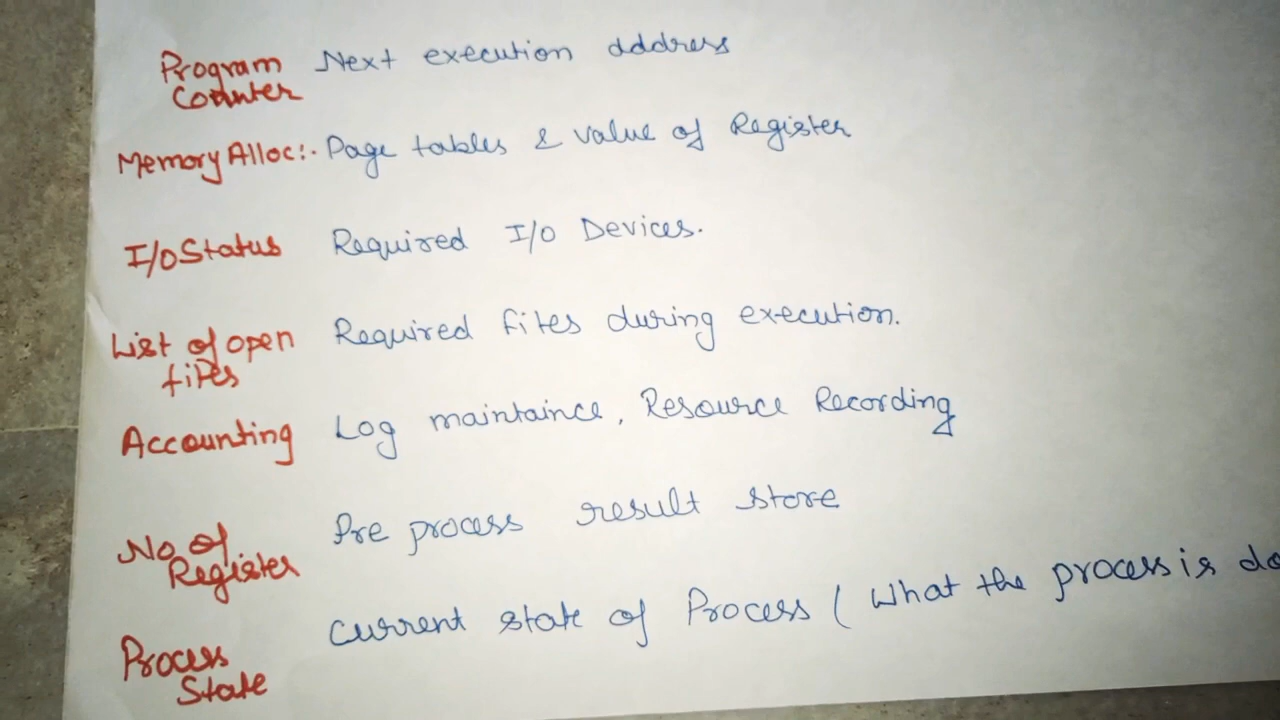 Program Next execution address
Counter
Memory Alloc:- Page tables & value of Register
I/O Status Required I/O Devices.
List of open Required files during execution.
files
Accounting Log maintaince, Resource Recording
No of Pre process result store
Register
Process current state of Process ( What the process is do
State